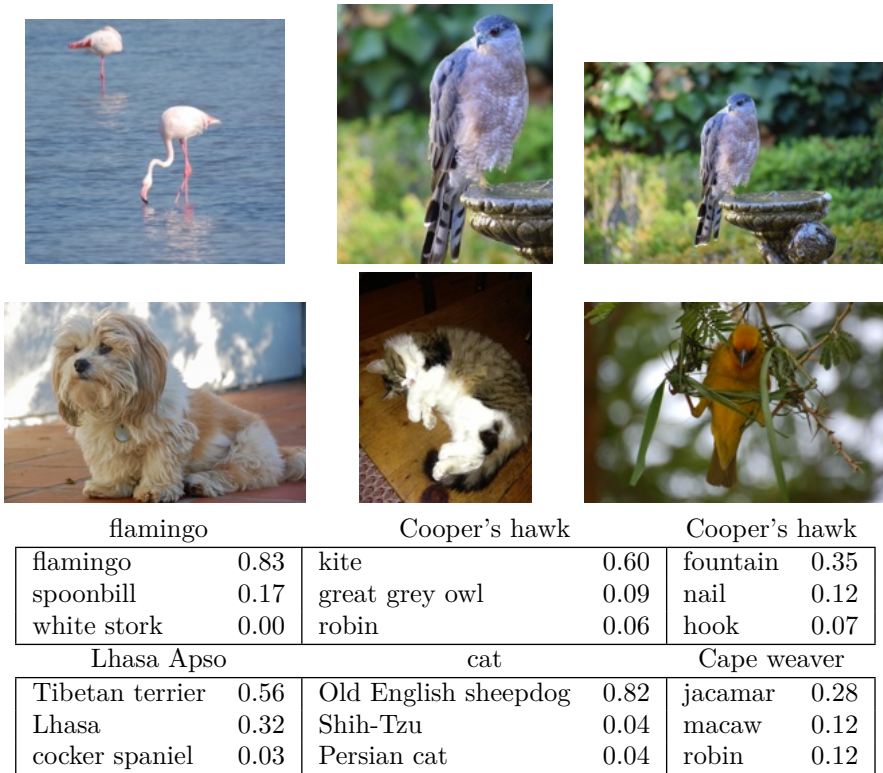 flamingo Cooper's hawk Cooper's hawk
flamingo 0.83 kite 0.60 fountain 0.35
spoonbill 0.17 great grey owl 0.09 nail 0.12
white stork 0.00 robin 0.06 hook 0.07
Lhasa Apso cat Cape weaver
Tibetan terrier 0.56 Old English sheepdog 0.82 jacamar 0.28
Lhasa 0.32 Shih-Tzu 0.04 macaw 0.12
cocker spaniel 0.03 Persian cat 0.04 robin 0.12